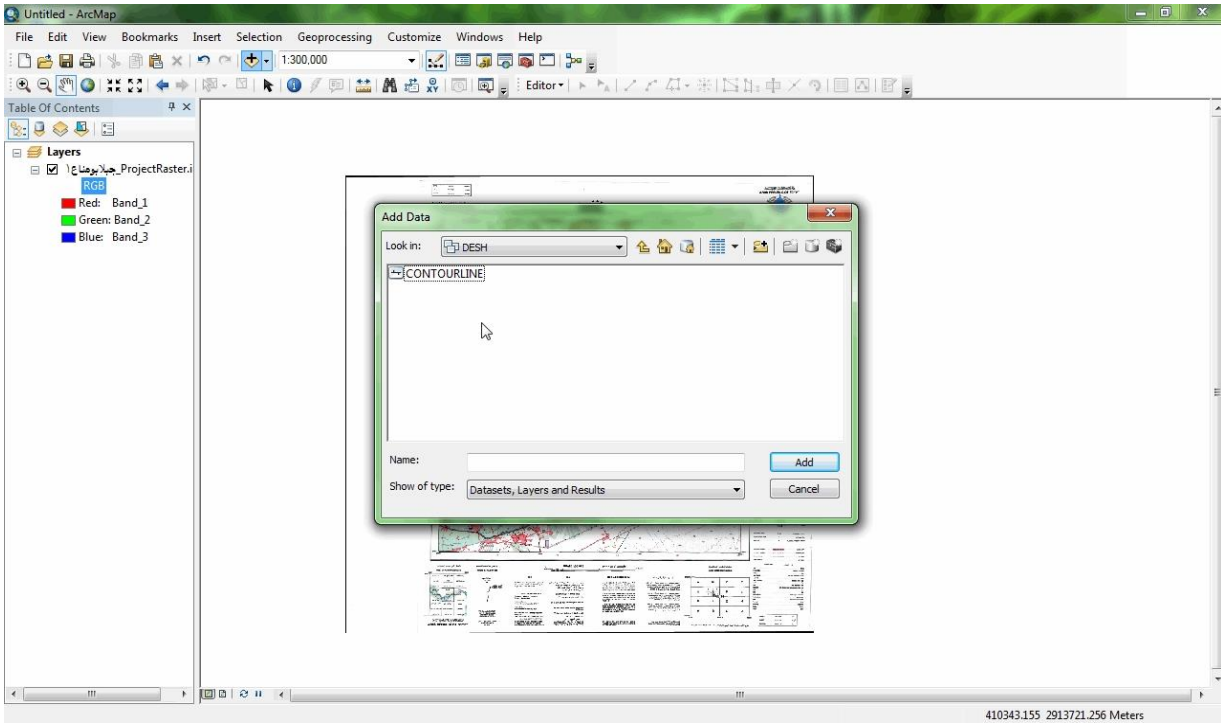 Untitled - ArcMap
File Edit View Bookmarks Insert Selection Geoprocessing Customize Windows Help
1:300,000
Editor
Table Of Contents
Layers
جبلابومناع١_ProjectRaster.i
RGB
Red: Band_1
Green: Band_2
Blue: Band_3
Add Data
Look in: DESH
CONTOURLINE
Name:
Add
Show of type: Datasets, Layers and Results
Cancel
410343.155 2913721.256 Meters